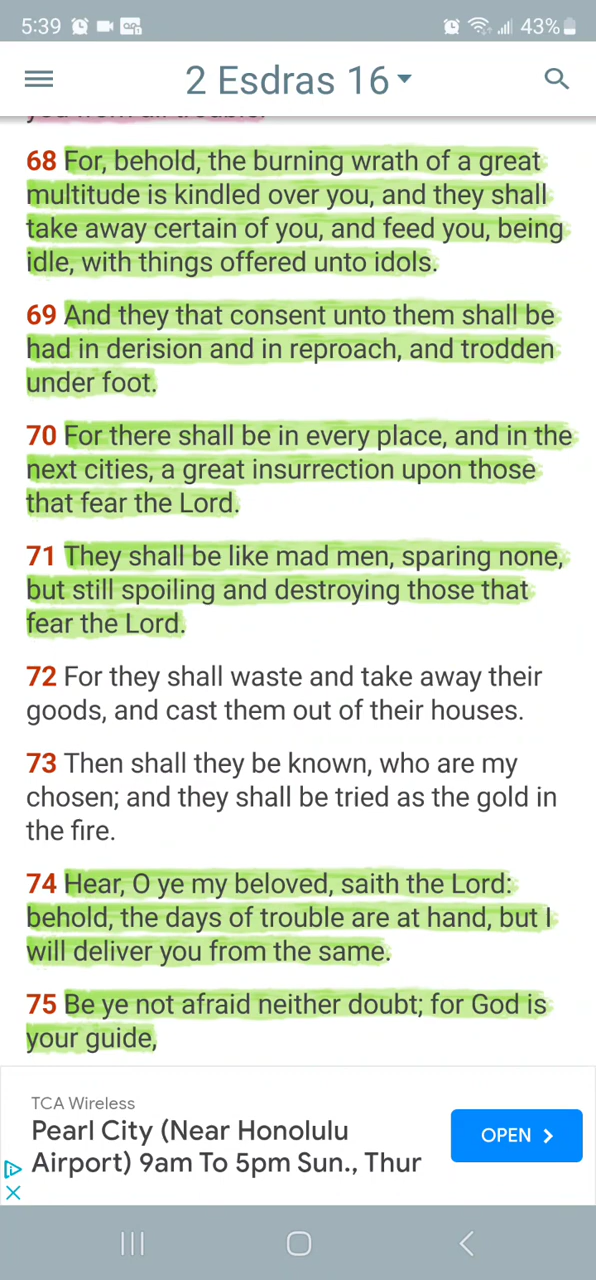 5:39
43%
2 Esdras 16
you from all trouble.
68 For, behold, the burning wrath of a great
multitude is kindled over you, and they shall
take away certain of you, and feed you, being
idle, with things offered unto idols.
69 And they that consent unto them shall be
had in derision and in reproach, and trodden
under foot.
70 For there shall be in every place, and in the
next cities, a great insurrection upon those
that fear the Lord.
71 They shall be like mad men, sparing none,
but still spoiling and destroying those that
fear the Lord.
72 For they shall waste and take away their
goods, and cast them out of their houses.
73 Then shall they be known, who are my
chosen; and they shall be tried as the gold in
the fire.
74 Hear, O ye my beloved, saith the Lord:
behold, the days of trouble are at hand, but I
will deliver you from the same.
75 Be ye not afraid neither doubt; for God is
your guide,
TCA Wireless
Pearl City (Near Honolulu
Airport) 9am To 5pm Sun., Thur
OPEN